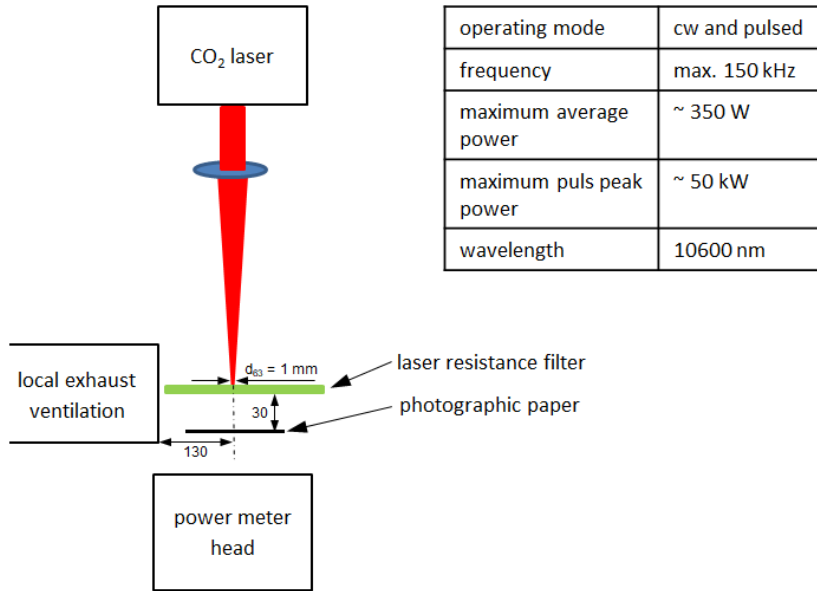 CO₂ laser
operating mode cw and pulsed
frequency max. 150 kHz
maximum average ~ 350 W
power
maximum puls peak ~ 50 kW
power
wavelength 10600 nm
d₆₃ = 1 mm
laser resistance filter
local exhaust
ventilation
30
photographic paper
130
power meter
head